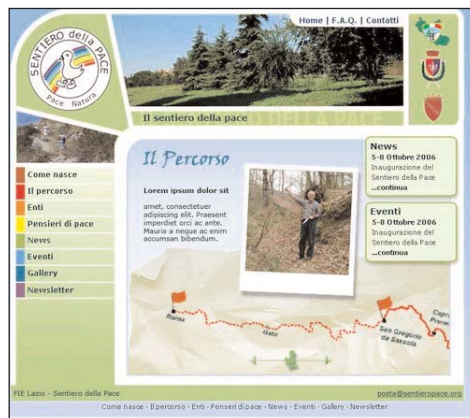 Home | F.A.Q. | Contatti
SENTIERO della PACE
Pace Natura
Il sentiero della pace
Come nasce
Il percorso
Enti
Pensieri di pace
News
Eventi
Gallery
Newsletter
Il Percorso
Lorem ipsum dolor sit
amet, consectetuer
adipiscing elit. Praesent
imperdiet orci ac ante.
Mauris a neque ac enim
accumsan bibendum.
News
5-8 Ottobre 2006
Inaugurazione del
Sentiero della Pace
...continua
Eventi
5-8 Ottobre 2006
Inaugurazione del
Sentiero della Pace
...continua
Roma
Gabi
San Gregorio
da Sassola
FIE Lazio - Sentiero della Pace
posta@sentieropace.org
Come nasce - Il percorso - Enti - Pensieri di pace - News - Eventi - Gallery - Newsletter